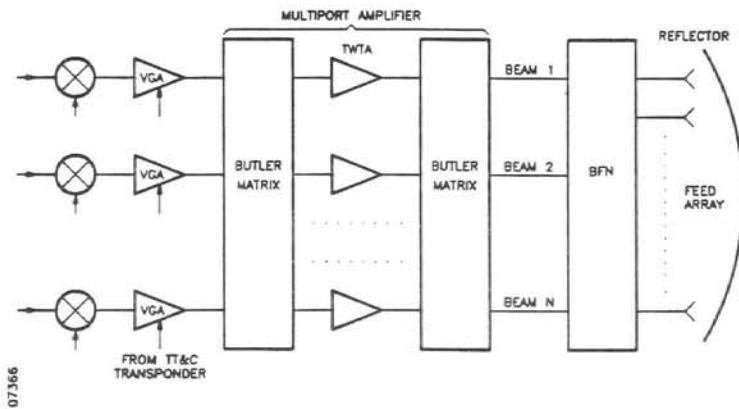 MULTIPORT AMPLIFIER
REFLECTOR
TWTA
VGA
BEAM 1
VGA
BUTLER
MATRIX
BUTLER
MATRIX
BEAM 2
BFN
FEED
ARRAY
VGA
BEAM N
FROM TT&C
TRANSPONDER
07366